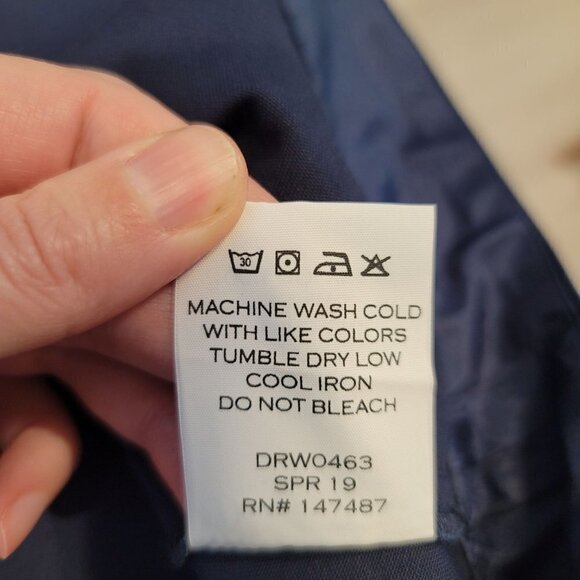 30
MACHINE WASH COLD
WITH LIKE COLORS
TUMBLE DRY LOW
COOL IRON
DO NOT BLEACH
DRW0463
SPR 19
RN# 147487